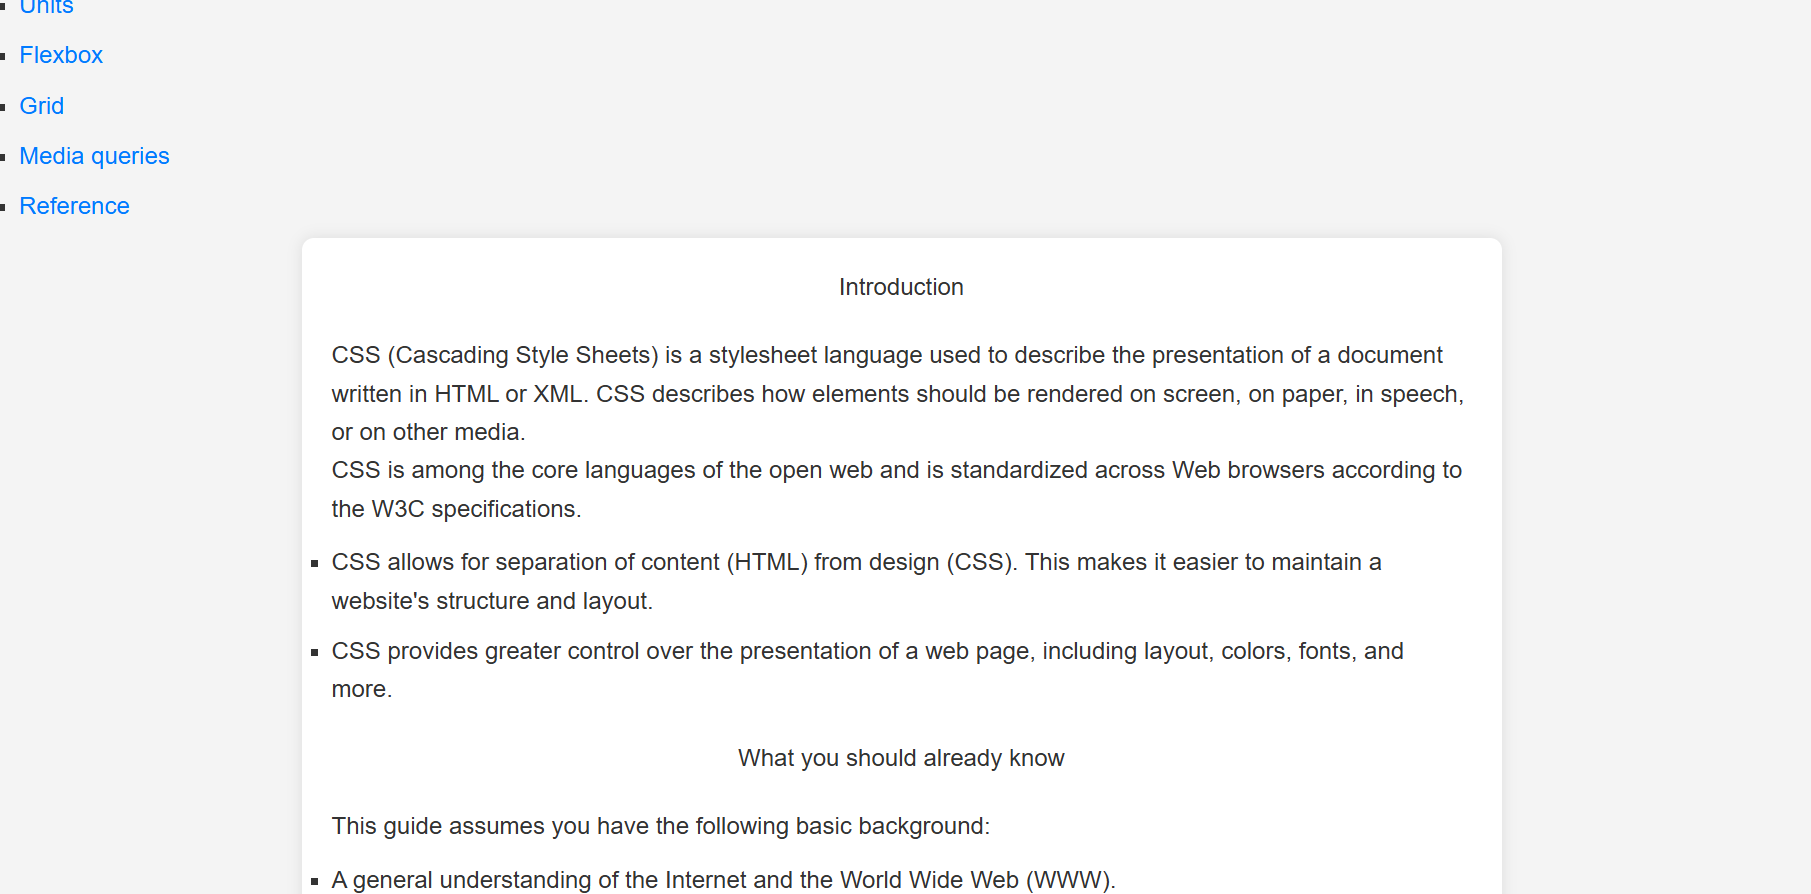 Units
Flexbox
Grid
Media queries
Reference
Introduction
CSS (Cascading Style Sheets) is a stylesheet language used to describe the presentation of a document
written in HTML or XML. CSS describes how elements should be rendered on screen, on paper, in speech,
or on other media.
CSS is among the core languages of the open web and is standardized across Web browsers according to
the W3C specifications.
CSS allows for separation of content (HTML) from design (CSS). This makes it easier to maintain a
website's structure and layout.
CSS provides greater control over the presentation of a web page, including layout, colors, fonts, and
more.
What you should already know
This guide assumes you have the following basic background:
A general understanding of the Internet and the World Wide Web (WWW).